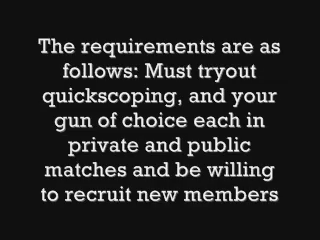 The requirements are as
follows: Must tryout
quickscoping, and your
gun of choice each in
private and public
matches and be willing
to recruit new members